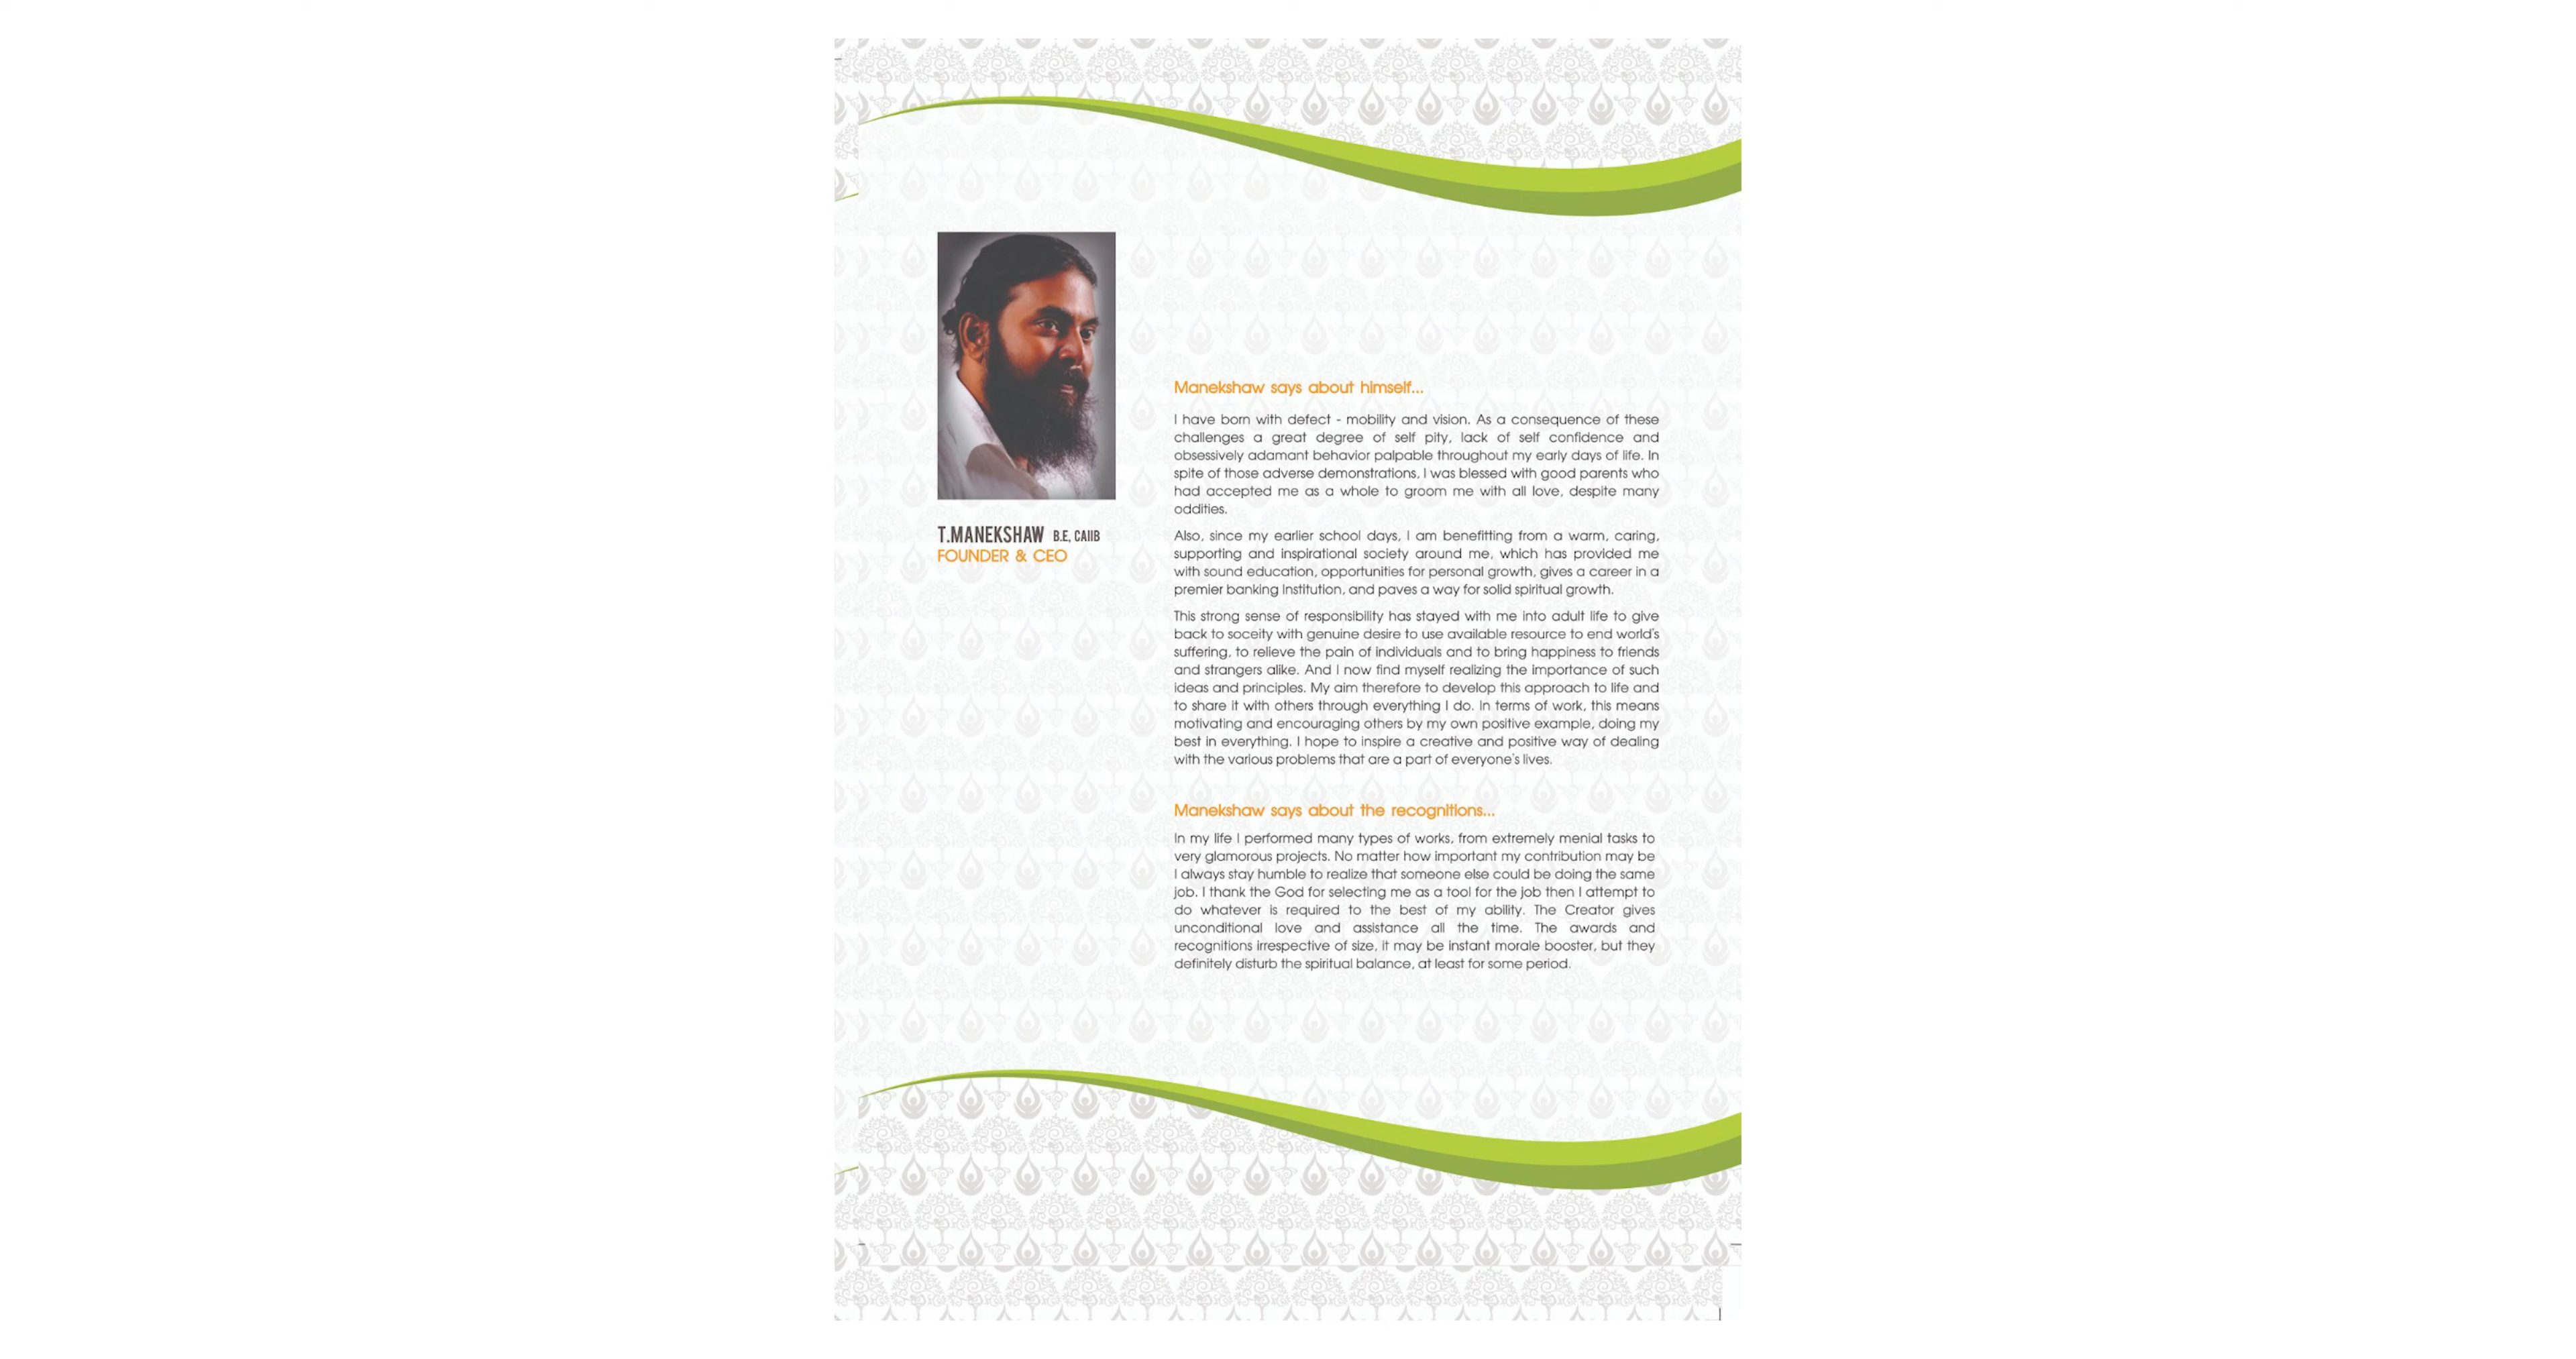 T.MANEKSHAW B.E, CAIIB
FOUNDER & CEO
Manekshaw says about himself...
I have born with defect - mobility and vision. As a consequence of these
challenges a great degree of self pity, lack of self confidence and
obsessively adamant behavior palpable throughout my early days of life. In
spite of those adverse demonstrations, I was blessed with good parents who
had accepted me as a whole to groom me with all love, despite many
oddities.
Also, since my earlier school days, I am benefitting from a warm, caring,
supporting and inspirational society around me, which has provided me
with sound education, opportunities for personal growth, gives a career in a
premier banking Institution, and paves a way for solid spiritual growth.
This strong sense of responsibility has stayed with me into adult life to give
back to soceity with genuine desire to use available resource to end world's
suffering, to relieve the pain of individuals and to bring happiness to friends
and strangers alike. And I now find myself realizing the importance of such
ideas and principles. My aim therefore to develop this approach to life and
to share it with others through everything I do. In terms of work, this means
motivating and encouraging others by my own positive example, doing my
best in everything. I hope to inspire a creative and positive way of dealing
with the various problems that are a part of everyone's lives.
Manekshaw says about the recognitions...
In my life I performed many types of works, from extremely menial tasks to
very glamorous projects. No matter how important my contribution may be
I always stay humble to realize that someone else could be doing the same
job. I thank the God for selecting me as a tool for the job then I attempt to
do whatever is required to the best of my ability. The Creator gives
unconditional love and assistance all the time. The awards and
recognitions irrespective of size, it may be instant morale booster, but they
definitely disturb the spiritual balance, at least for some period.